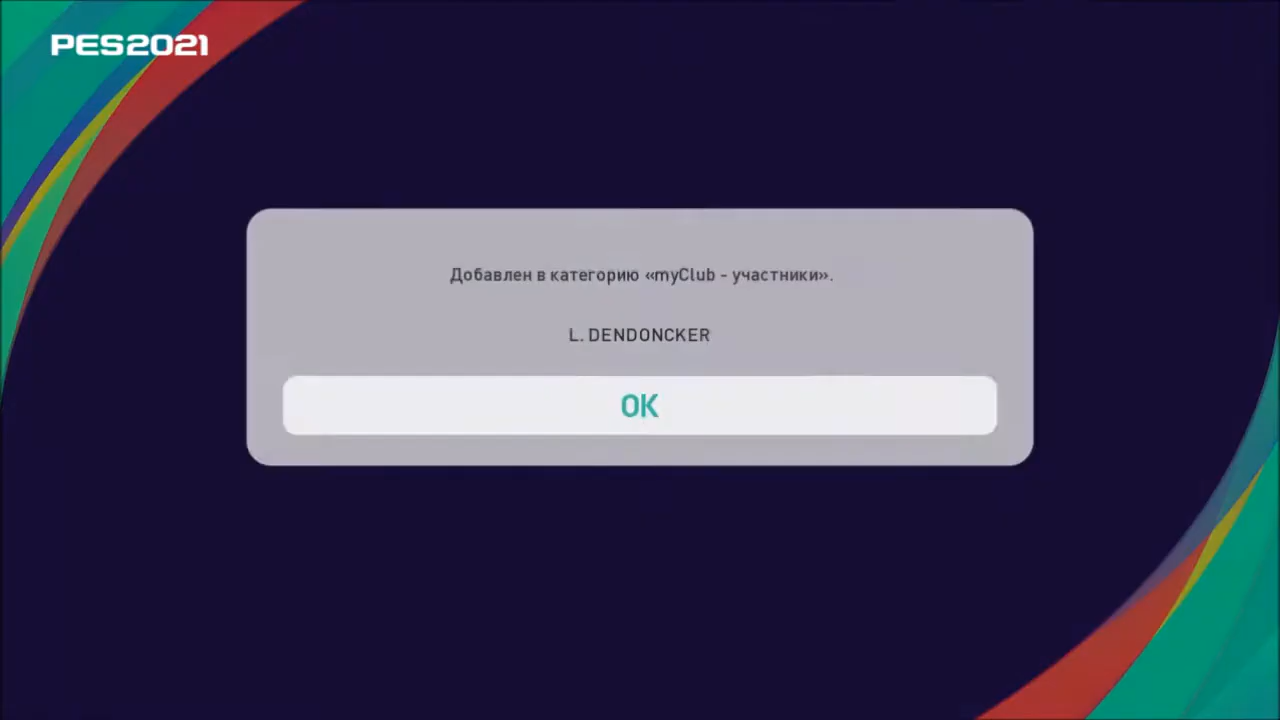 PES2021
Добавлен в категорию «myClub - участники».
L. DENDONCKER
OK